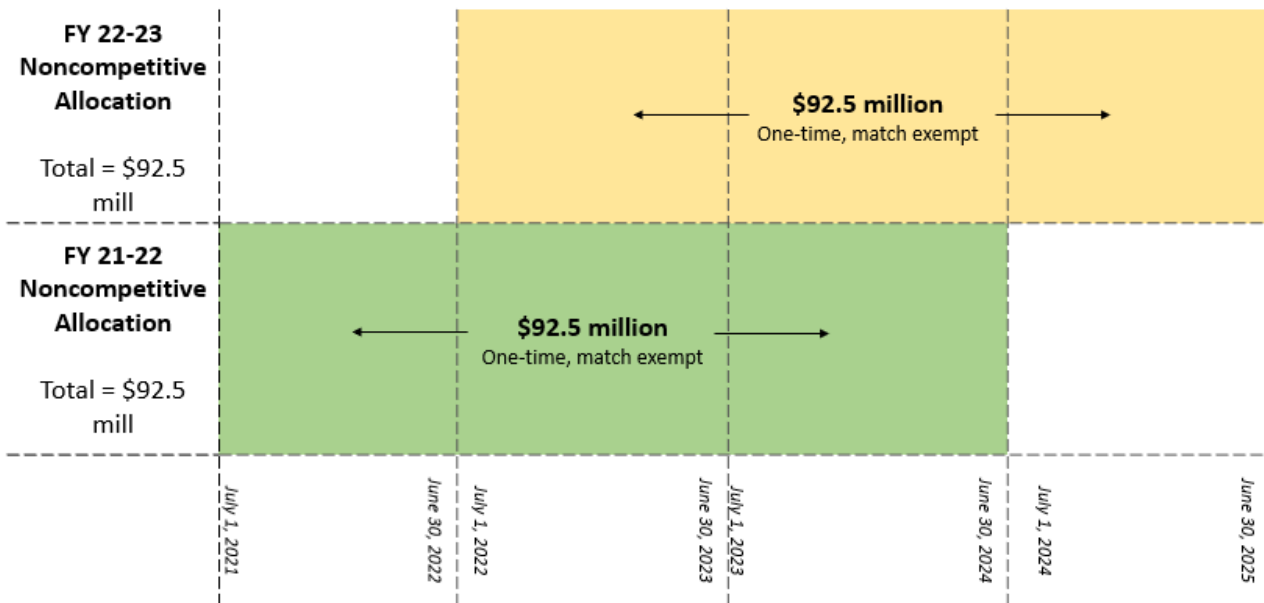 FY 22-23
Noncompetitive
Allocation
Total = $92.5
mill
$92.5 million
One-time, match exempt
FY 21-22
Noncompetitive
Allocation
Total = $92.5
mill
$92.5 million
One-time, match exempt
July 1, 2021
June 30, 2022
July 1, 2022
June 30, 2023
July 1, 2023
June 30, 2024
July 1, 2024
June 30, 2025